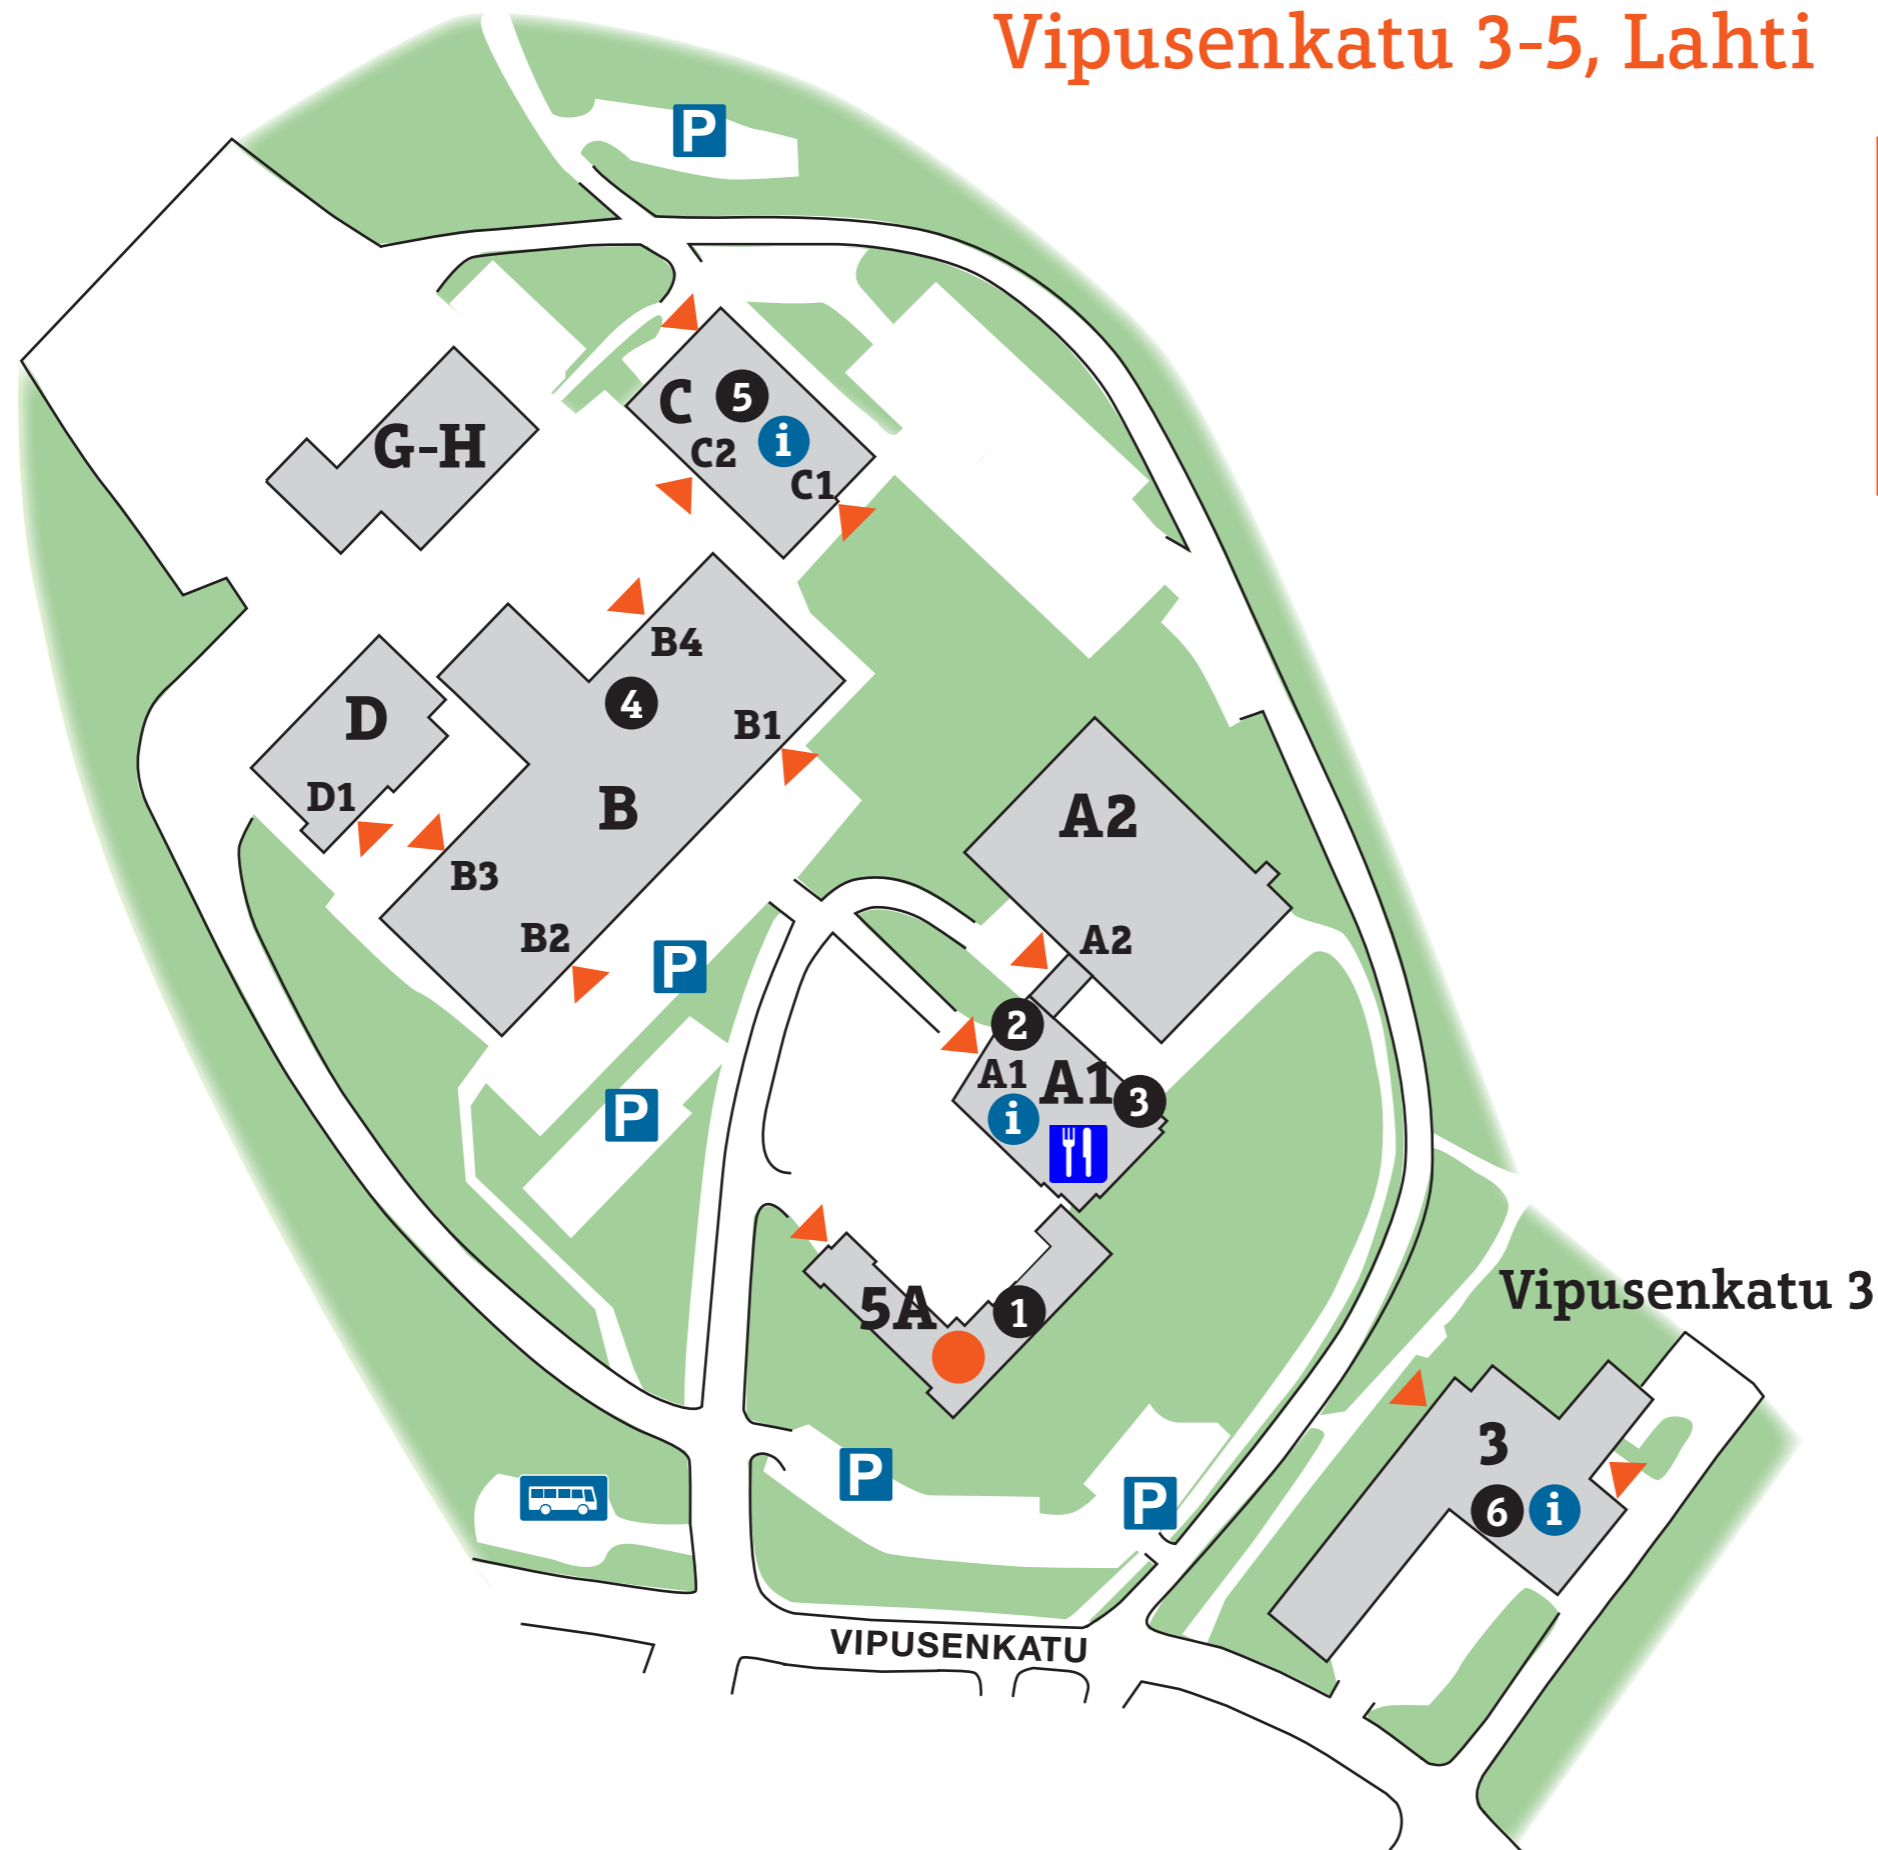 Vipusenkatu 3-5, Lahti
P
C
5
i
C2
C1
G-H
B4
4
B1
D
D1
B
B3
B2
P
P
A2
A2
2
A1
A1
3
i
5A
1
Vipusenkatu 3
3
6
i
P
P
VIPUSENKATU